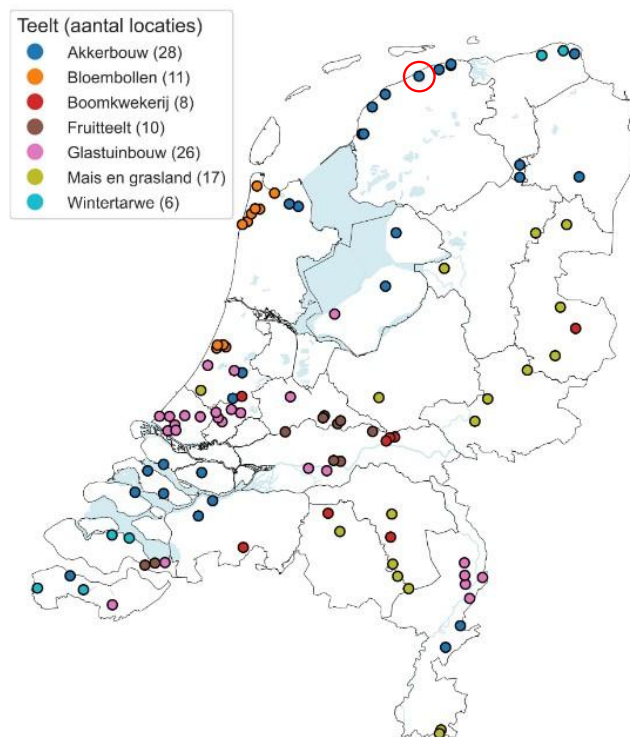 Teelt (aantal locaties)
Akkerbouw (28)
Bloembollen (11)
Boomkwekerij (8)
Fruitteelt (10)
Glastuinbouw (26)
Mais en grasland (17)
Wintertarwe (6)